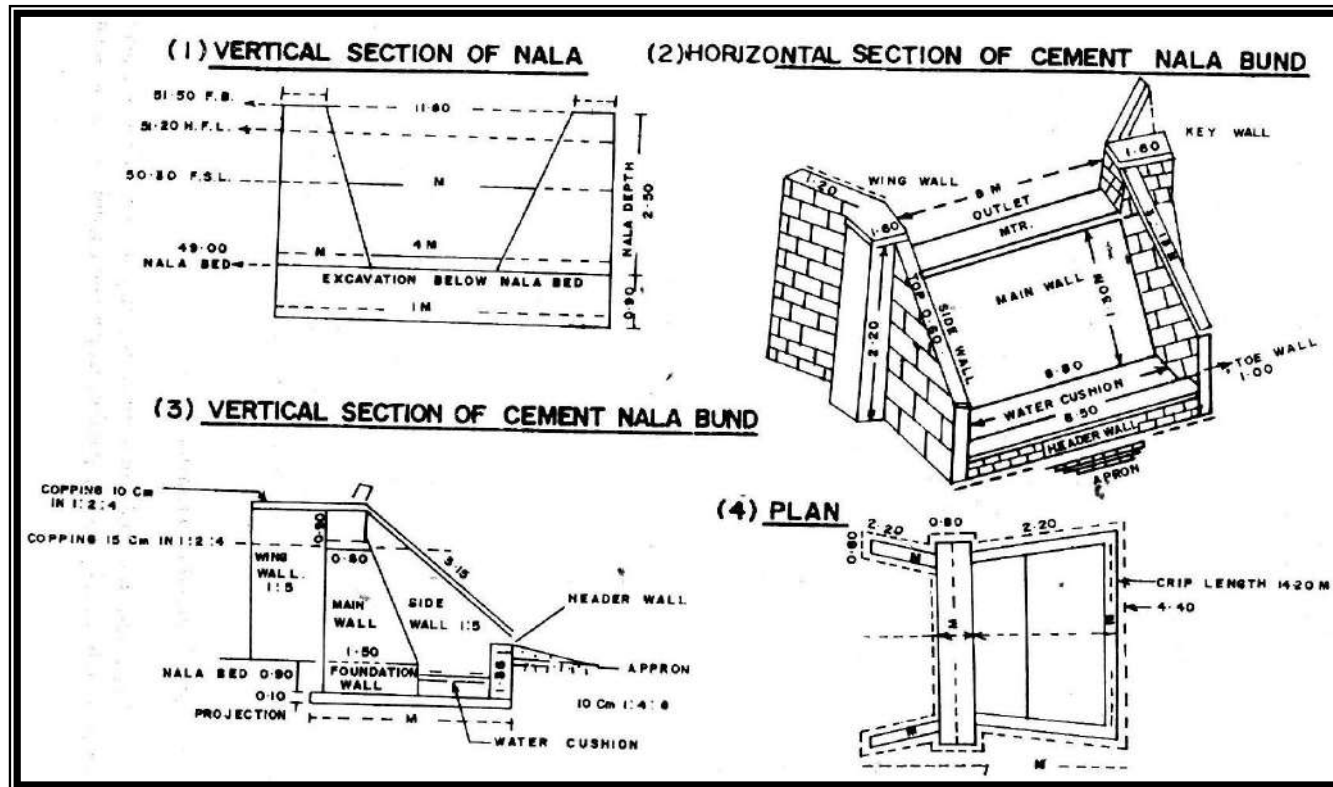 (1) VERTICAL SECTION OF NALA
51·50 F.B.
11·80
51·20 H.F.L.
50·80 F.S.L.
M
49·00
M
4 M
NALA BED
EXCAVATION BELOW NALA BED
1 M
NALA DEPTH
2·50
0·90
(2) HORIZONTAL SECTION OF CEMENT NALA BUND
KEY WALL
1·60
WING WALL
1·20
8 M
OUTLET
MTR.
1·60
2·20
TOP 0·60
SIDE WALL
MAIN WALL
1·30M
8·80
WATER CUSHION
8·50
HEADER WALL
APRON
TOE WALL
1·00
(3) VERTICAL SECTION OF CEMENT NALA BUND
COPPING 10 Cm
IN 1:2:4
COPPING 15 Cm IN 1:2:4
0·90
0·80
3·15
WING
WALL
1:5
MAIN
WALL
SIDE
WALL 1:5
HEADER WALL
1·50
NALA BED 0·90
FOUNDATION
WALL
APPRON
0·10
PROJECTION
10 Cm 1:4:8
M
WATER CUSHION
(4) PLAN
2·20
0·80
2·20
0·80
M
M
M
M
CRIP LENGTH 14·20 M
4·40
M
M